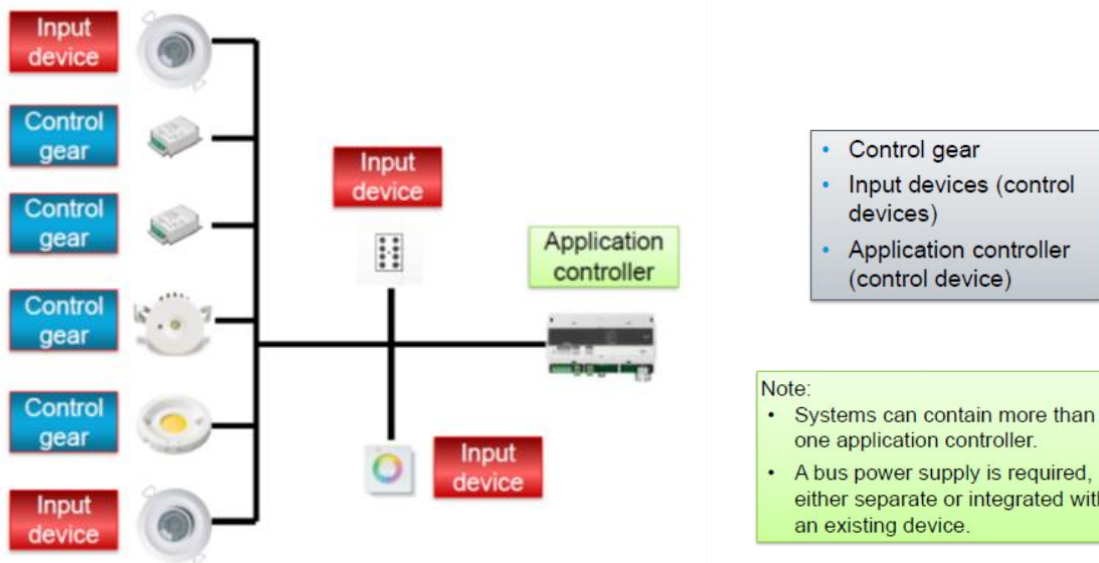 Input
device
Control
gear
Control
gear
Control
gear
Control
gear
Input
device
Input
device
Application
controller
Input
device
• Control gear
• Input devices (control
devices)
• Application controller
(control device)
Note:
• Systems can contain more than
one application controller.
• A bus power supply is required,
either separate or integrated with
an existing device.